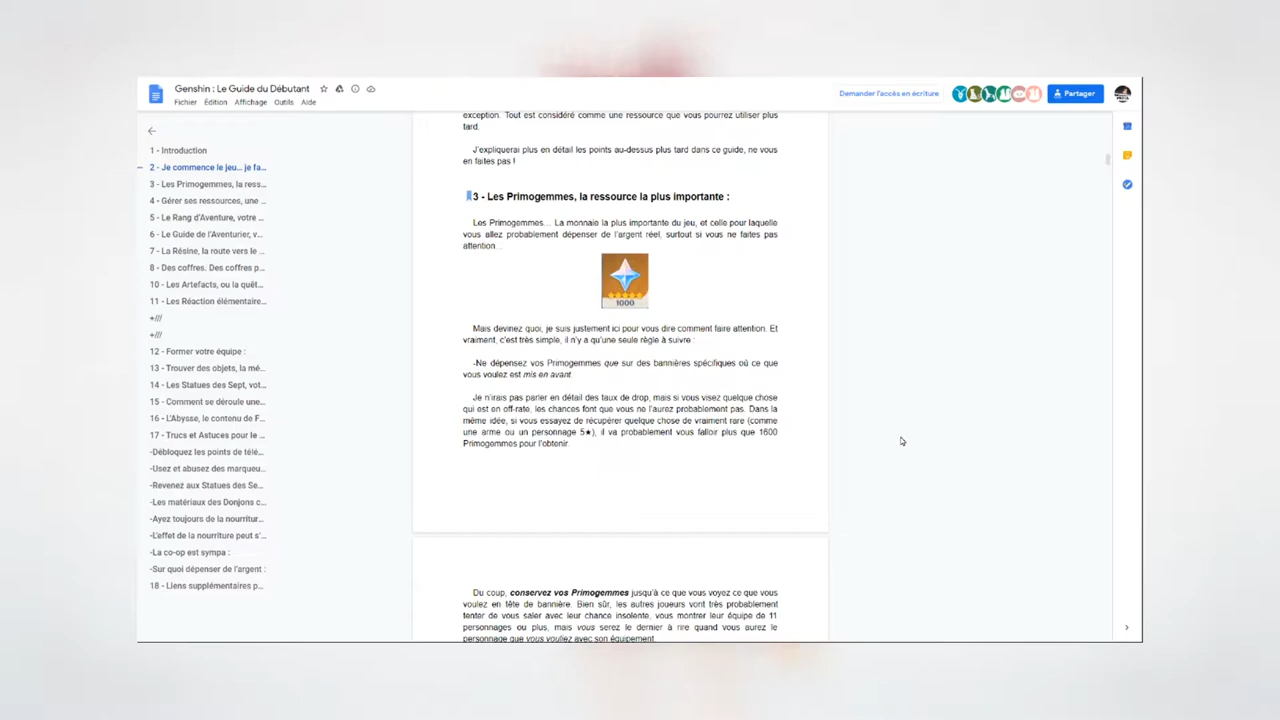 Genshin : Le Guide du Débutant
Fichier Édition Affichage Outils Aide
Demander l'accès en écriture
Partager
1 - Introduction
2 - Je commence le jeu... je fa...
3 - Les Primogemmes, la ress...
4 - Gérer ses ressources, une ...
5 - Le Rang d'Aventure, votre ...
6 - Le Guide de l'Aventurier, v...
7 - La Résine, la route vers le ...
8 - Des coffres. Des coffres p...
10 - Les Artefacts, ou la quêt...
11 - Les Réaction élémentaire...
+///
+///
12 - Former votre équipe :
13 - Trouver des objets, la mé...
14 - Les Statues des Sept, vot...
15 - Comment se déroule une...
16 - L'Abysse, le contenu de F...
17 - Trucs et Astuces pour le ...
-Débloquez les points de télé...
-Usez et abusez des marqueu...
-Revenez aux Statues des Se...
-Les matériaux des Donjons c...
-Ayez toujours de la nourritur...
-L'effet de la nourriture peut s'...
-La co-op est sympa :
-Sur quoi dépenser de l'argent :
18 - Liens supplémentaires p...
exception. Tout est considéré comme une ressource que vous pourrez utiliser plus
tard.
J'expliquerai plus en détail les points au-dessus plus tard dans ce guide, ne vous
en faites pas !
3 - Les Primogemmes, la ressource la plus importante :
Les Primogemmes... La monnaie la plus importante du jeu, et celle pour laquelle
vous allez probablement dépenser de l'argent réel, surtout si vous ne faites pas
attention...
1000
Mais devinez quoi, je suis justement ici pour vous dire comment faire attention. Et
vraiment, c'est très simple, il n'y a qu'une seule règle à suivre :
-Ne dépensez vos Primogemmes que sur des bannières spécifiques où ce que
vous voulez est mis en avant.
Je n'irais pas parler en détail des taux de drop, mais si vous visez quelque chose
qui est en off-rate, les chances font que vous ne l'aurez probablement pas. Dans la
même idée, si vous essayez de récupérer quelque chose de vraiment rare (comme
une arme ou un personnage 5★), il va probablement vous falloir plus que 1600
Primogemmes pour l'obtenir.
Du coup, conservez vos Primogemmes jusqu'à ce que vous voyez ce que vous
voulez en tête de bannière. Bien sûr, les autres joueurs vont très probablement
tenter de vous saler avec leur chance insolente, vous montrer leur équipe de 11
personnages ou plus, mais vous serez le dernier à rire quand vous aurez le
personnage que vous vouliez avec son équipement.